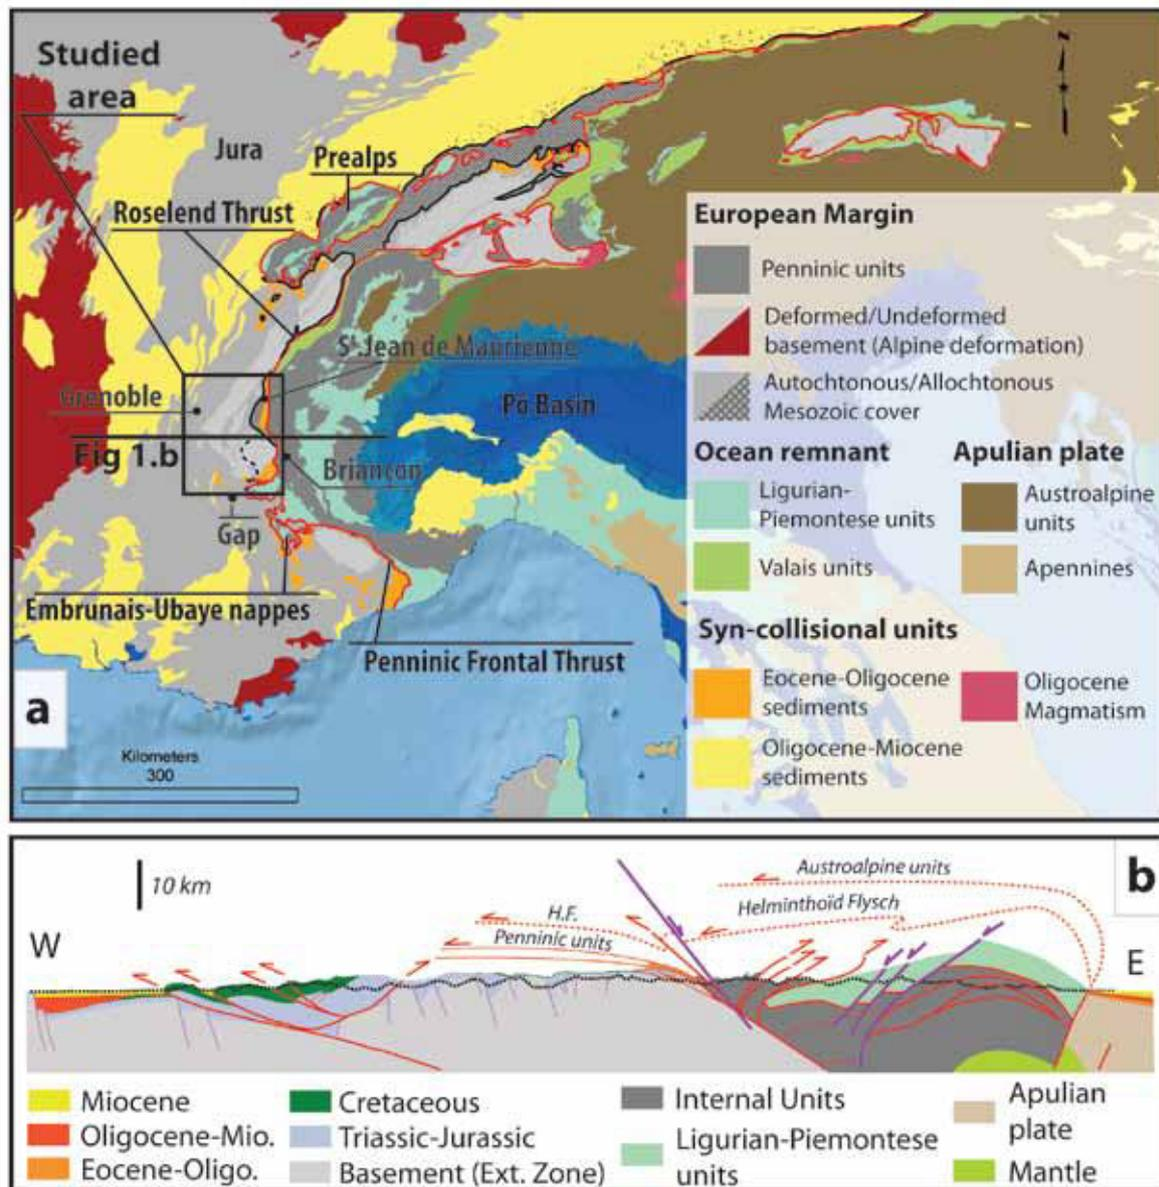 Studied
area
Jura
Prealps
Roselend Thrust
N
St Jean de Maurienne
Grenoble
Pô Basin
Fig 1.b
Briançon
Gap
Embrunais-Ubaye nappes
Penninic Frontal Thrust
a
Kilometers
300
European Margin
Penninic units
Deformed/Undeformed
basement (Alpine deformation)
Autochtonous/Allochtonous
Mesozoic cover
Ocean remnant
Ligurian-
Piemontese units
Valais units
Apulian plate
Austroalpine
units
Apennines
Syn-collisional units
Eocene-Oligocene
sediments
Oligocene
Magmatism
Oligocene-Miocene
sediments
b
10 km
Austroalpine units
Helminthoïd Flysch
H.F.
Penninic units
W
E
Miocene
Oligocene-Mio.
Eocene-Oligo.
Cretaceous
Triassic-Jurassic
Basement (Ext. Zone)
Internal Units
Ligurian-Piemontese
units
Apulian
plate
Mantle